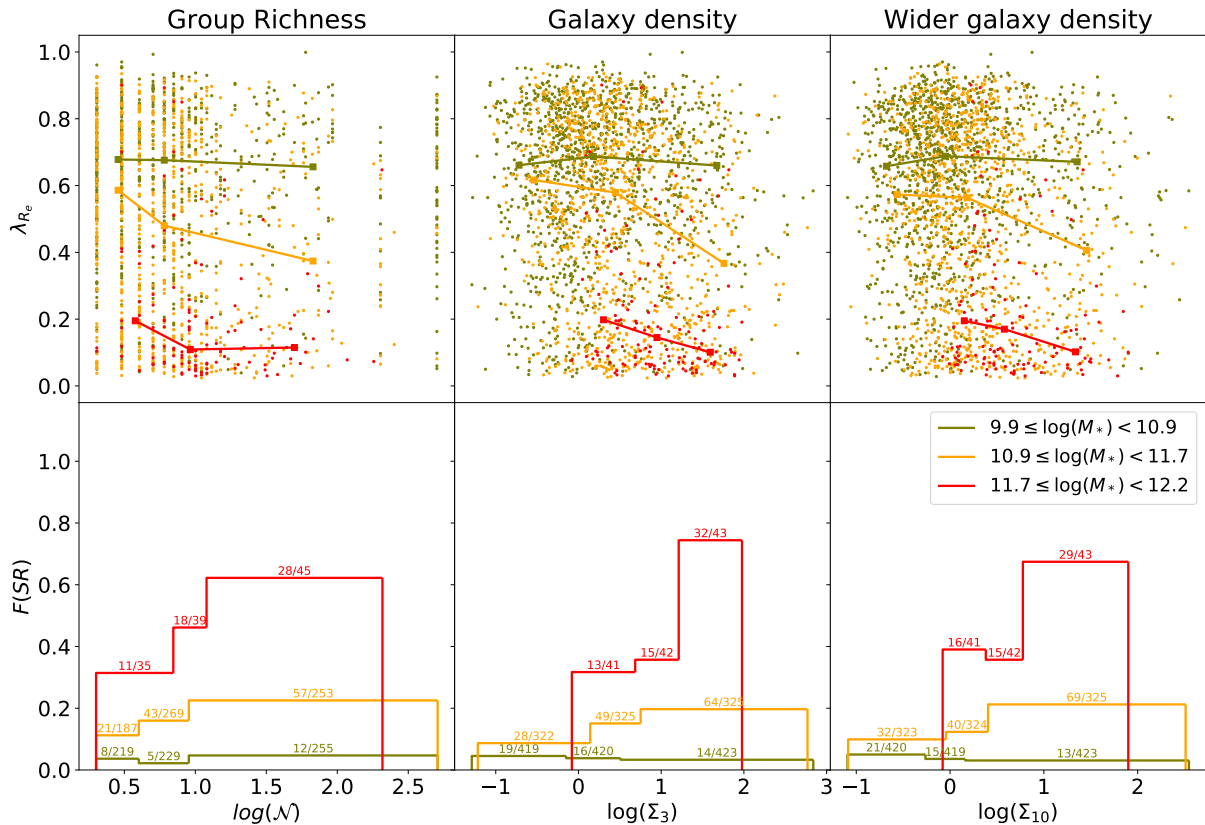 Group Richness
Galaxy density
Wider galaxy density
1.0
0.8
0.6
0.4
0.2
0.0
λ_{R_e}
9.9 ≤ log(M_*) < 10.9
10.9 ≤ log(M_*) < 11.7
11.7 ≤ log(M_*) < 12.2
1.0
0.8
0.6
0.4
0.2
0.0
F(SR)
11/35
18/39
28/45
21/187
43/269
57/253
8/219
5/229
12/255
13/41
15/42
32/43
28/322
49/325
64/325
19/419
16/420
14/423
16/41
15/42
29/43
32/323
40/324
69/325
21/420
15/419
13/423
0.5 1.0 1.5 2.0 2.5
−1 0 1 2 3
−1 0 1 2
log(𝒩)
log(Σ₃)
log(Σ₁₀)